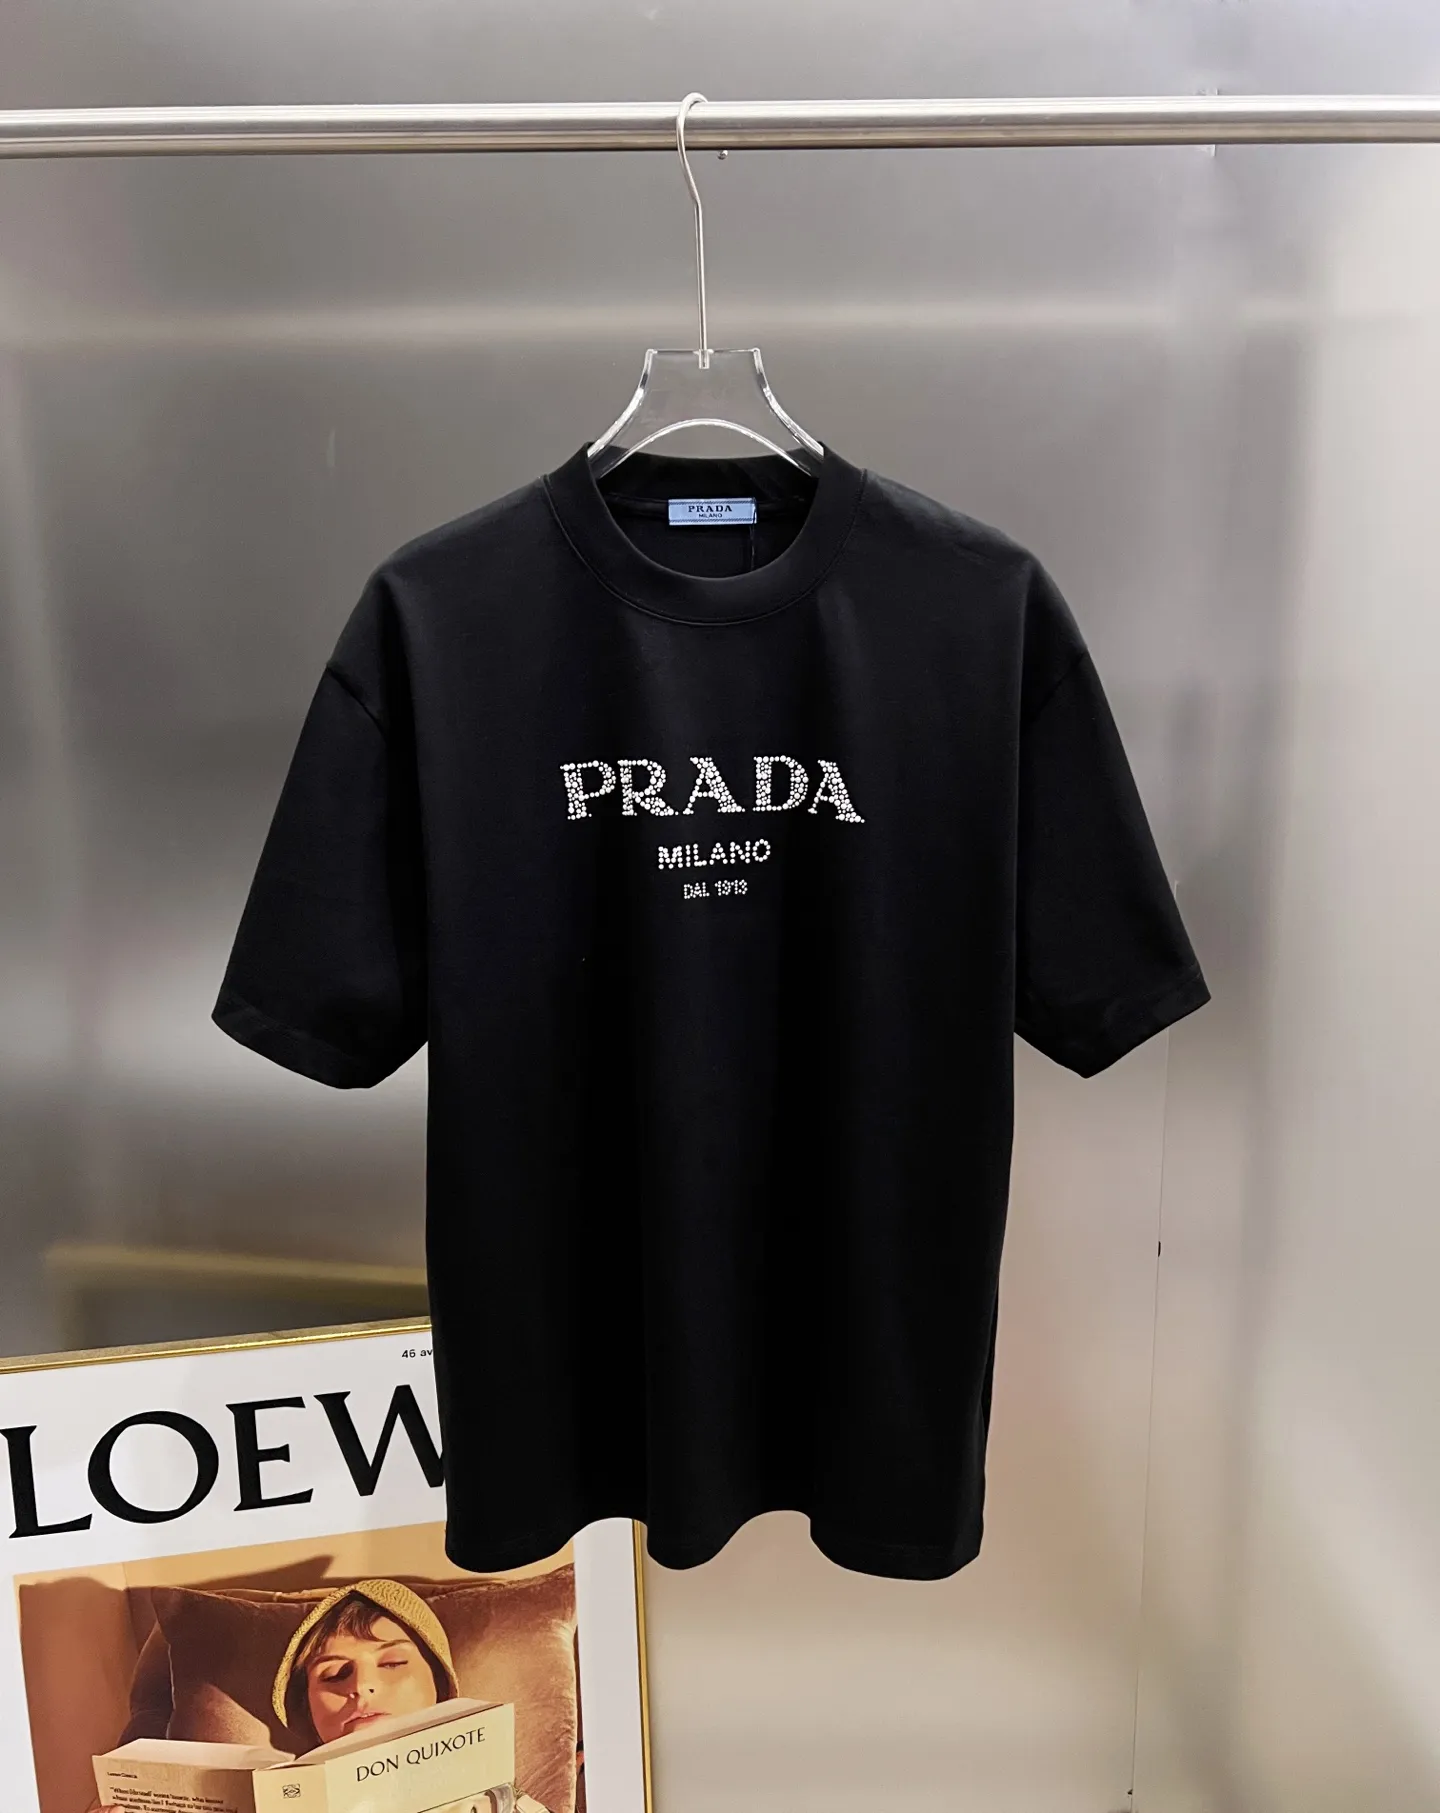 PRADA
MILANO
PRADA
MILANO
DAL 1913
46 av
LOEW
DON QUIXOTE